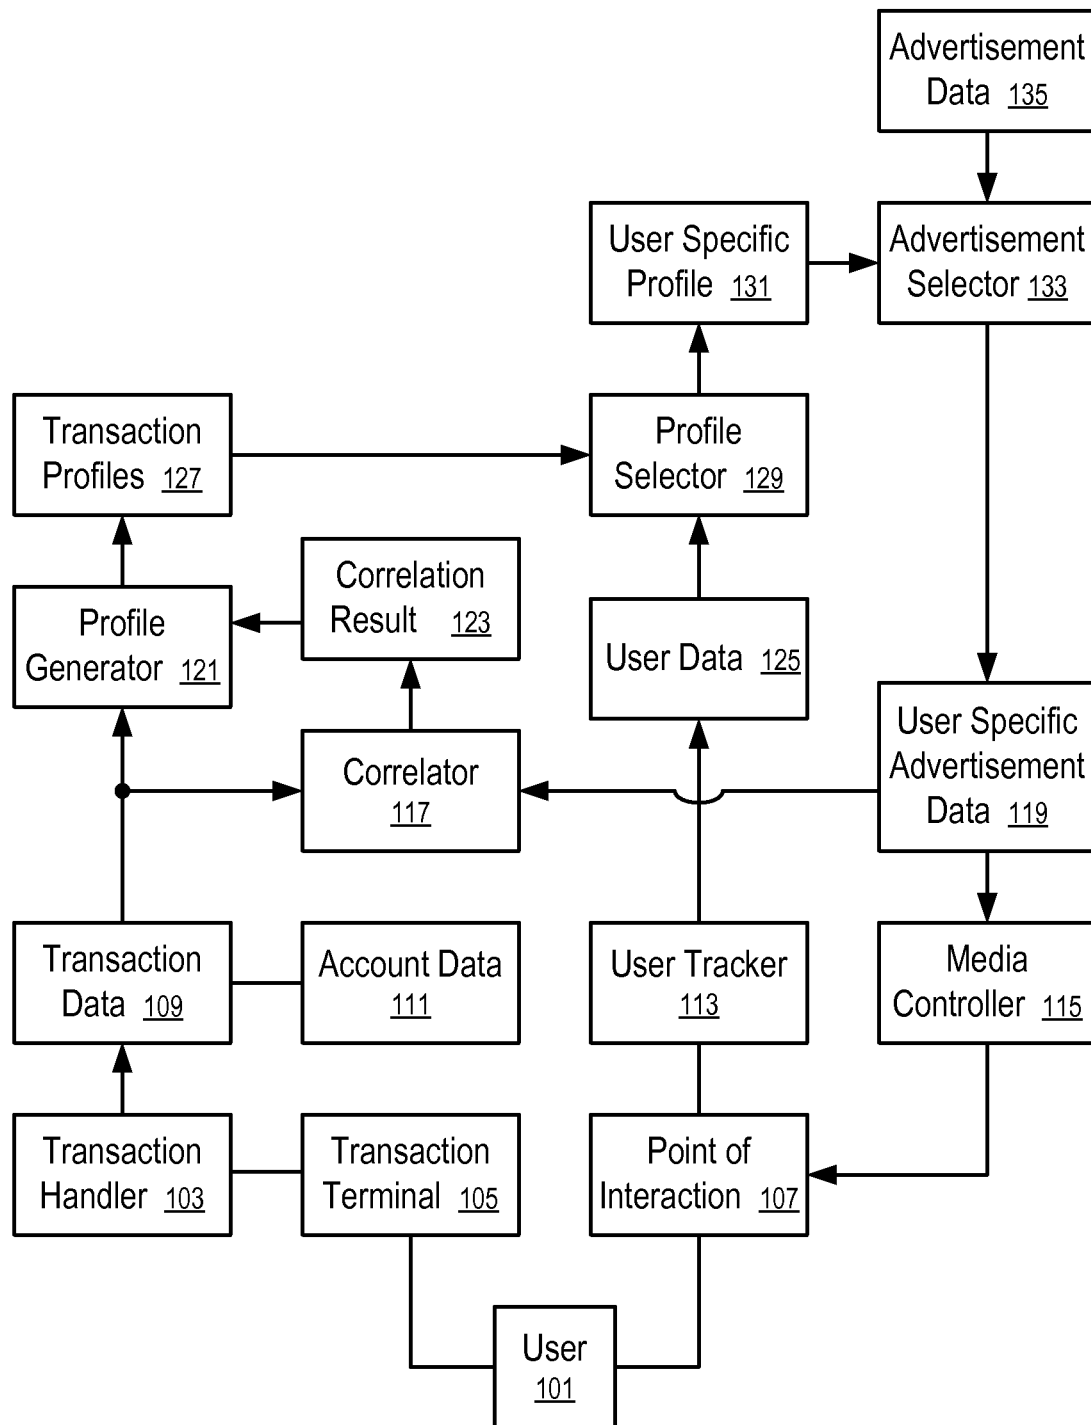 Advertisement
Data 135
User Specific
Profile 131
Advertisement
Selector 133
Transaction
Profiles 127
Profile
Selector 129
Correlation
Result 123
Profile
Generator 121
User Data 125
User Specific
Advertisement
Data 119
Correlator
117
Transaction
Data 109
Account Data
111
User Tracker
113
Media
Controller 115
Transaction
Handler 103
Transaction
Terminal 105
Point of
Interaction 107
User
101